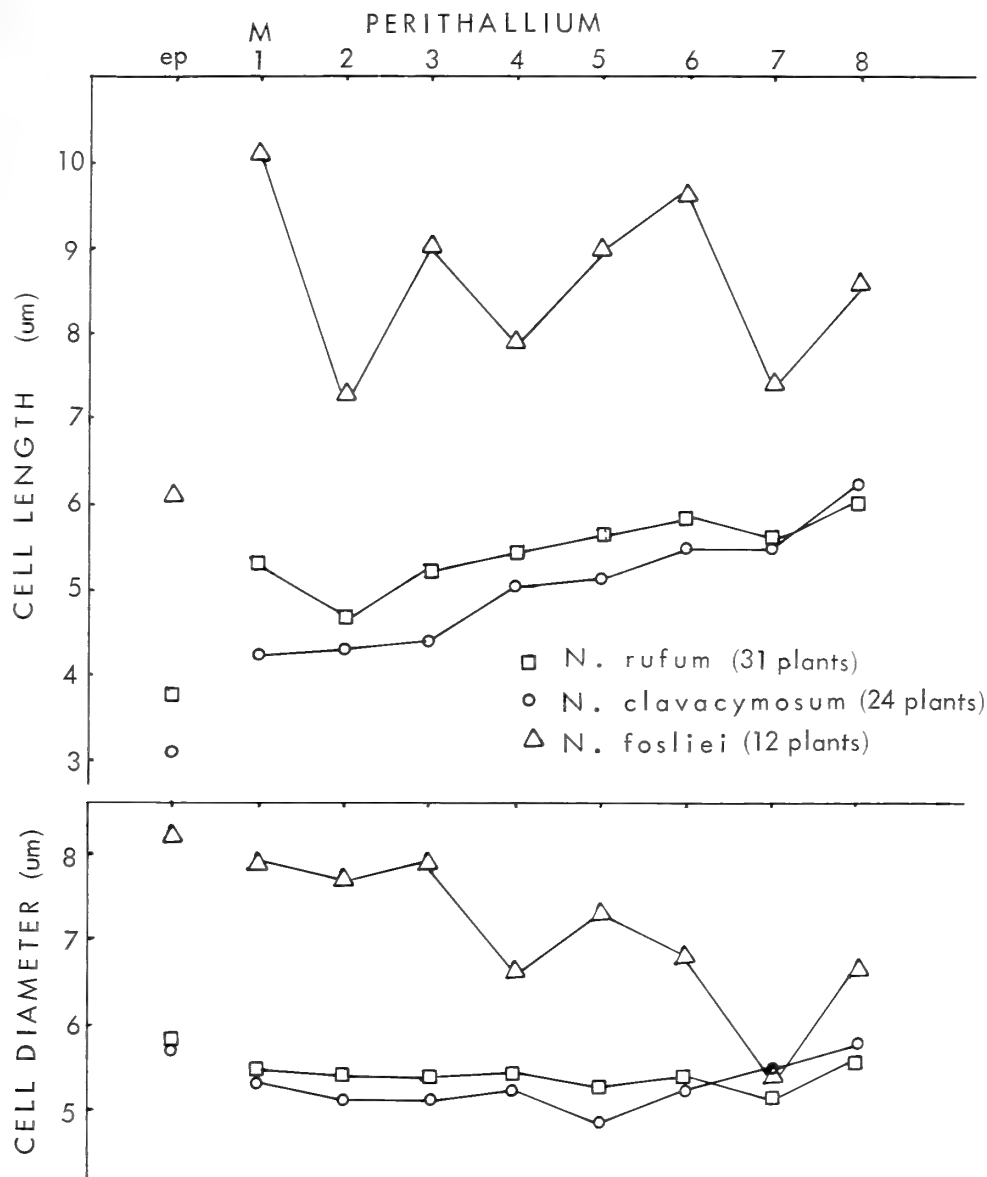 PERITHALLIUM
M
ep 1 2 3 4 5 6 7 8
CELL LENGTH (um)
10
9
8
7
6
5
4
3
N. rufum (31 plants)
N. clavacymosum (24 plants)
N. fosliei (12 plants)
CELL DIAMETER (um)
8
7
6
5